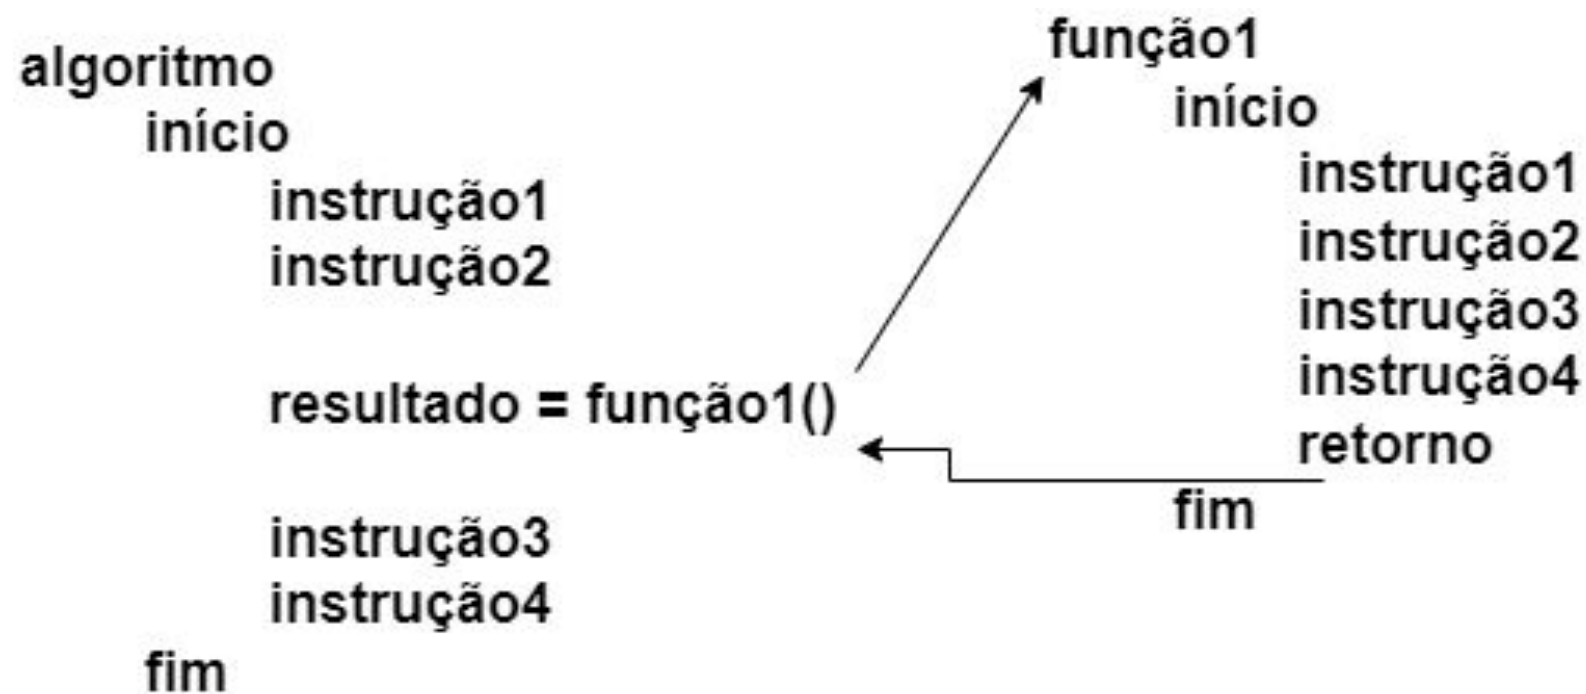 algoritmo
início
instrução1
instrução2
resultado = função1()
instrução3
instrução4
fim
função1
início
instrução1
instrução2
instrução3
instrução4
retorno
fim